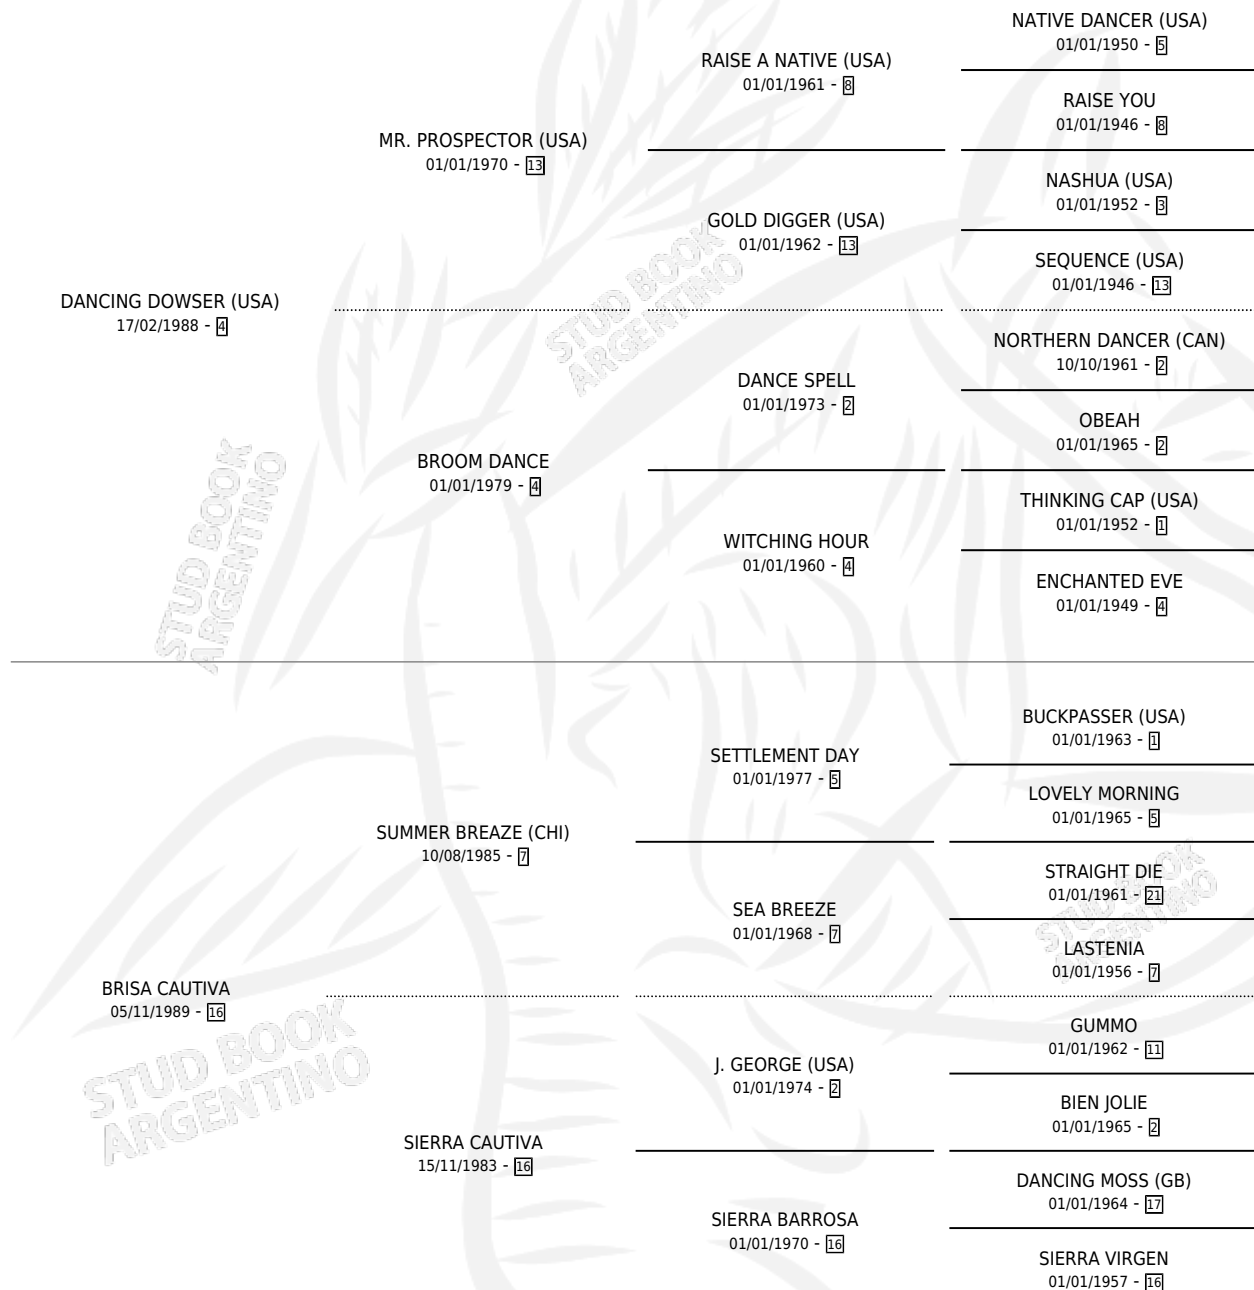 NATIVE DANCER (USA)
01/01/1950 - 5
RAISE A NATIVE (USA)
01/01/1961 - 8
RAISE YOU
01/01/1946 - 8
MR. PROSPECTOR (USA)
01/01/1970 - 13
NASHUA (USA)
01/01/1952 - 3
GOLD DIGGER (USA)
01/01/1962 - 13
SEQUENCE (USA)
01/01/1946 - 13
DANCING DOWSER (USA)
17/02/1988 - 4
NORTHERN DANCER (CAN)
10/10/1961 - 2
DANCE SPELL
01/01/1973 - 2
OBEAH
01/01/1965 - 2
BROOM DANCE
01/01/1979 - 4
THINKING CAP (USA)
01/01/1952 - 1
WITCHING HOUR
01/01/1960 - 4
ENCHANTED EVE
01/01/1949 - 4
BUCKPASSER (USA)
01/01/1963 - 1
SETTLEMENT DAY
01/01/1977 - 5
LOVELY MORNING
01/01/1965 - 5
SUMMER BREAZE (CHI)
10/08/1985 - 7
STRAIGHT DIE
01/01/1961 - 21
SEA BREEZE
01/01/1968 - 7
LASTENIA
01/01/1956 - 7
BRISA CAUTIVA
05/11/1989 - 16
GUMMO
01/01/1962 - 11
J. GEORGE (USA)
01/01/1974 - 2
BIEN JOLIE
01/01/1965 - 2
SIERRA CAUTIVA
15/11/1983 - 16
DANCING MOSS (GB)
01/01/1964 - 17
SIERRA BARROSA
01/01/1970 - 16
SIERRA VIRGEN
01/01/1957 - 16
STUD BOOK
ARGENTINO
STUD BOOK
ARGENTINO
STUD BOOK
ARGENTINO
STUD BOOK
ARGENTINO